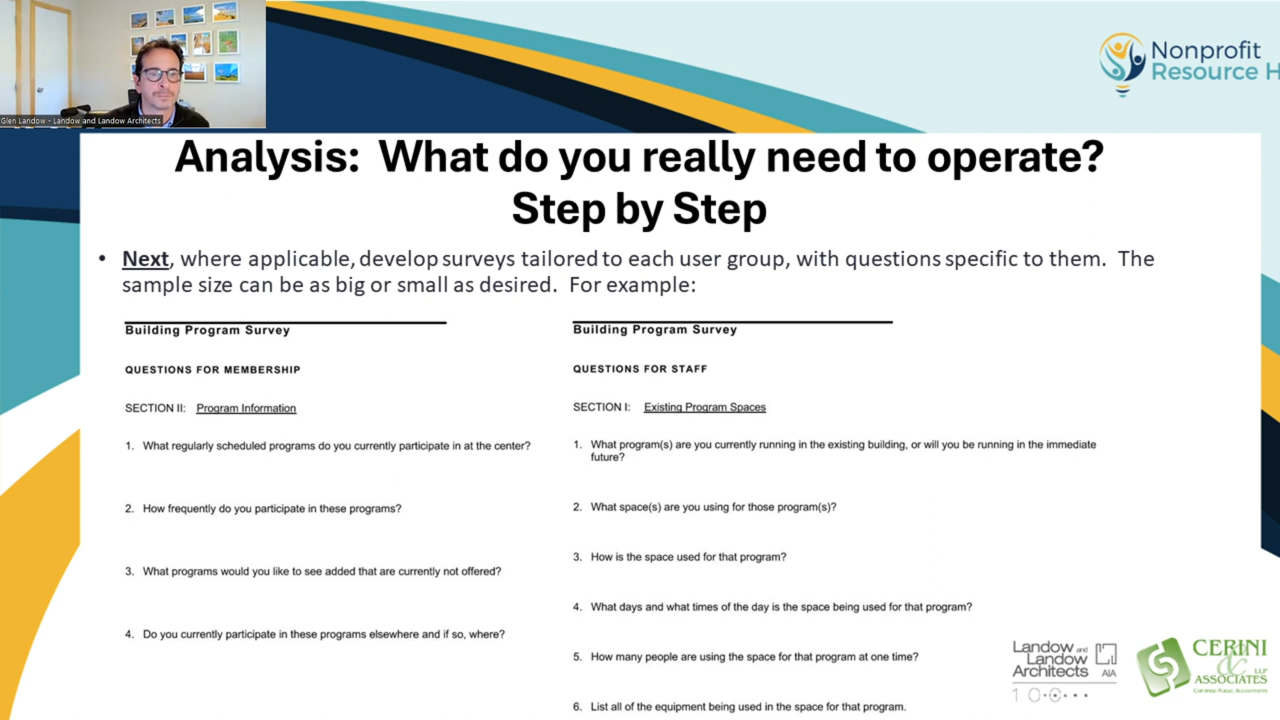 Glen Landow - Landow and Landow Architects
Nonprofit
Resource H
Analysis: What do you really need to operate?
Step by Step
• Next, where applicable, develop surveys tailored to each user group, with questions specific to them. The
sample size can be as big or small as desired. For example:
Building Program Survey
QUESTIONS FOR MEMBERSHIP
SECTION II: Program Information
1. What regularly scheduled programs do you currently participate in at the center?
2. How frequently do you participate in these programs?
3. What programs would you like to see added that are currently not offered?
4. Do you currently participate in these programs elsewhere and if so, where?
Building Program Survey
QUESTIONS FOR STAFF
SECTION I: Existing Program Spaces
1. What program(s) are you currently running in the existing building, or will you be running in the immediate
future?
2. What space(s) are you using for those program(s)?
3. How is the space used for that program?
4. What days and what times of the day is the space being used for that program?
5. How many people are using the space for that program at one time?
6. List all of the equipment being used in the space for that program.
Landow and
Landow
Architects AIA
CERINI
& LLP
ASSOCIATES
CERTIFIED PUBLIC ACCOUNTANTS